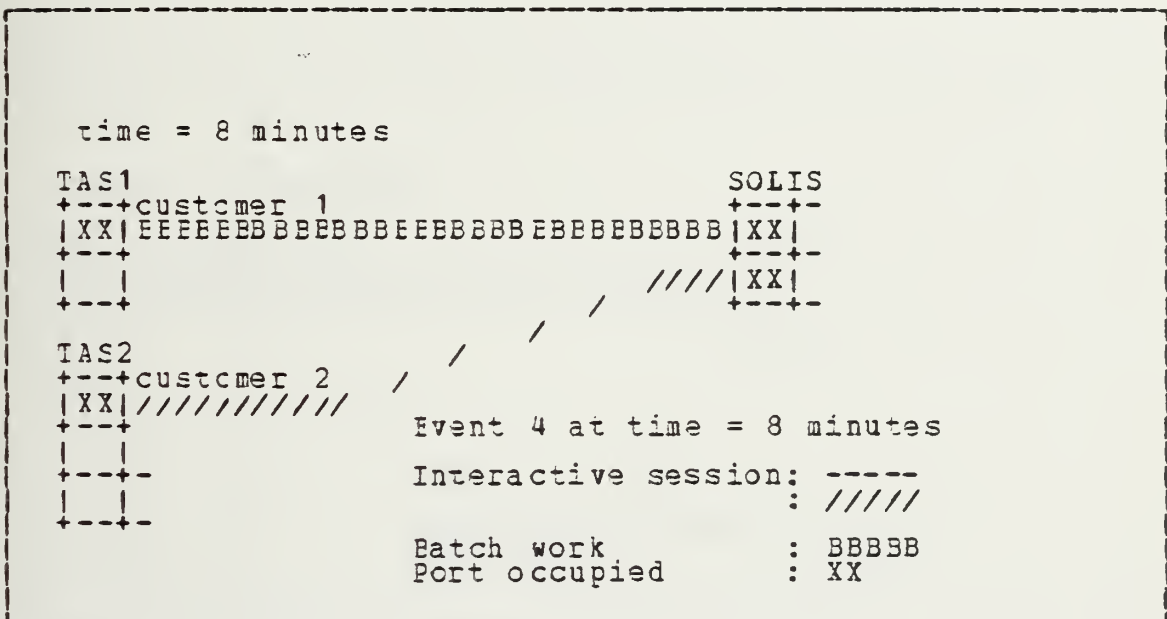 time = 8 minutes
TAS1 SOLIS
+---+customer 1 +--+-
|XX|EEEEEEBBBBEBBBEEEBBBBEBBBEBBBBBB|XX|
+---+ +--+-
| | ////|XX|
+---+ / +--+-
/
TAS2 /
+---+customer 2 /
|XX|///////////
+---+ Event 4 at time = 8 minutes
| |
+---+- Interactive session: -----
| | : /////
+---+-
Batch work : BBBBB
Port occupied : XX